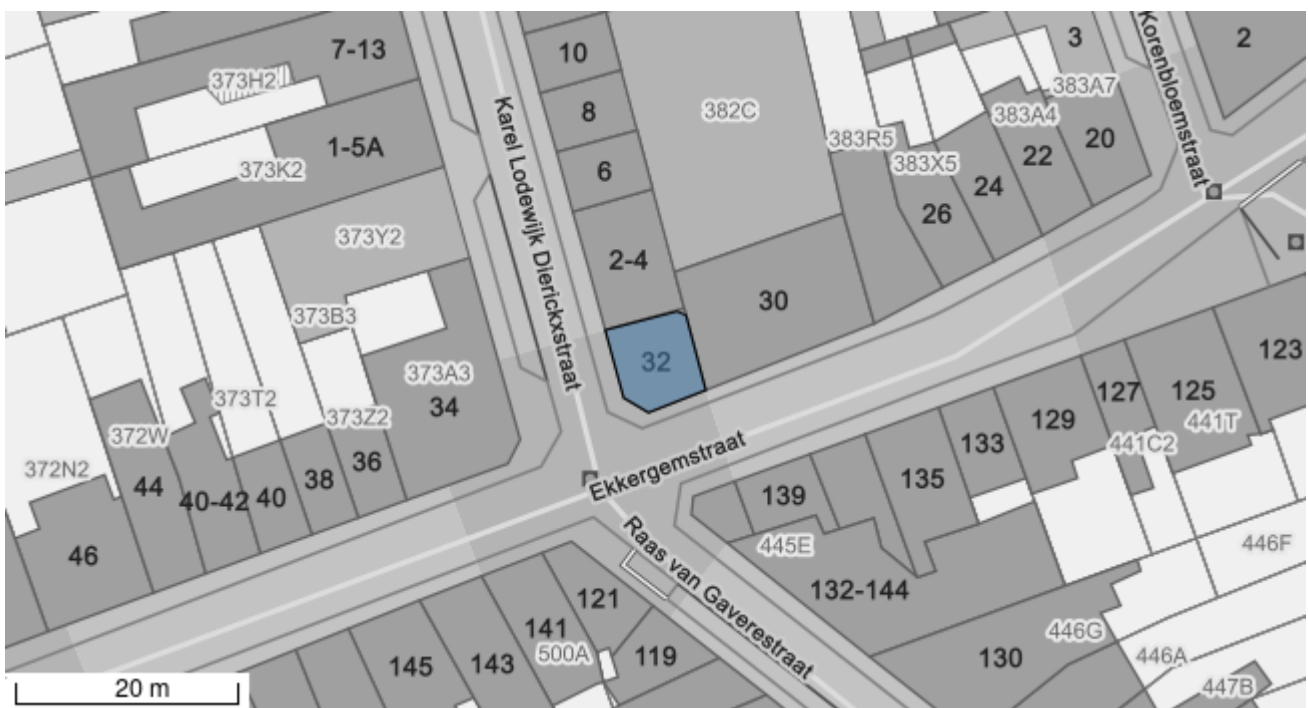 7-13
10
3
2
373H2
Korenbloemstraat
383A7
8
382C
383A4
Karel Lodewijk Dierickxstraat
1-5A
383R5
20
6
383X5
22
373K2
24
26
373Y2
2-4
30
373B3
32
123
373A3
34
127
125
373T2
373Z2
129
441T
372W
133
441C2
372N2
36
38
135
44
40-42
40
Ekkergemstraat
139
46
446F
445E
Raas van Gaverestraat
132-144
121
141
446G
500A
119
130
446A
145
143
447B
20 m